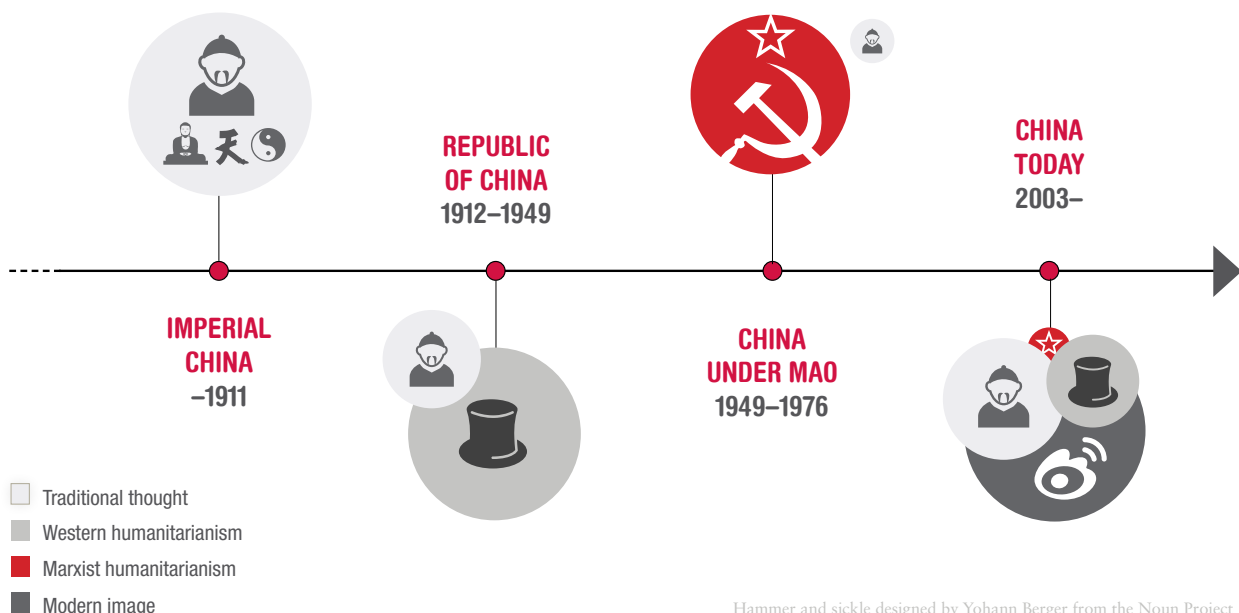 天
REPUBLIC
OF CHINA
1912–1949
CHINA
TODAY
2003–
IMPERIAL
CHINA
–1911
CHINA
UNDER MAO
1949–1976
Traditional thought
Western humanitarianism
Marxist humanitarianism
Modern image
Hammer and sickle designed by Yohann Berger from the Noun Project